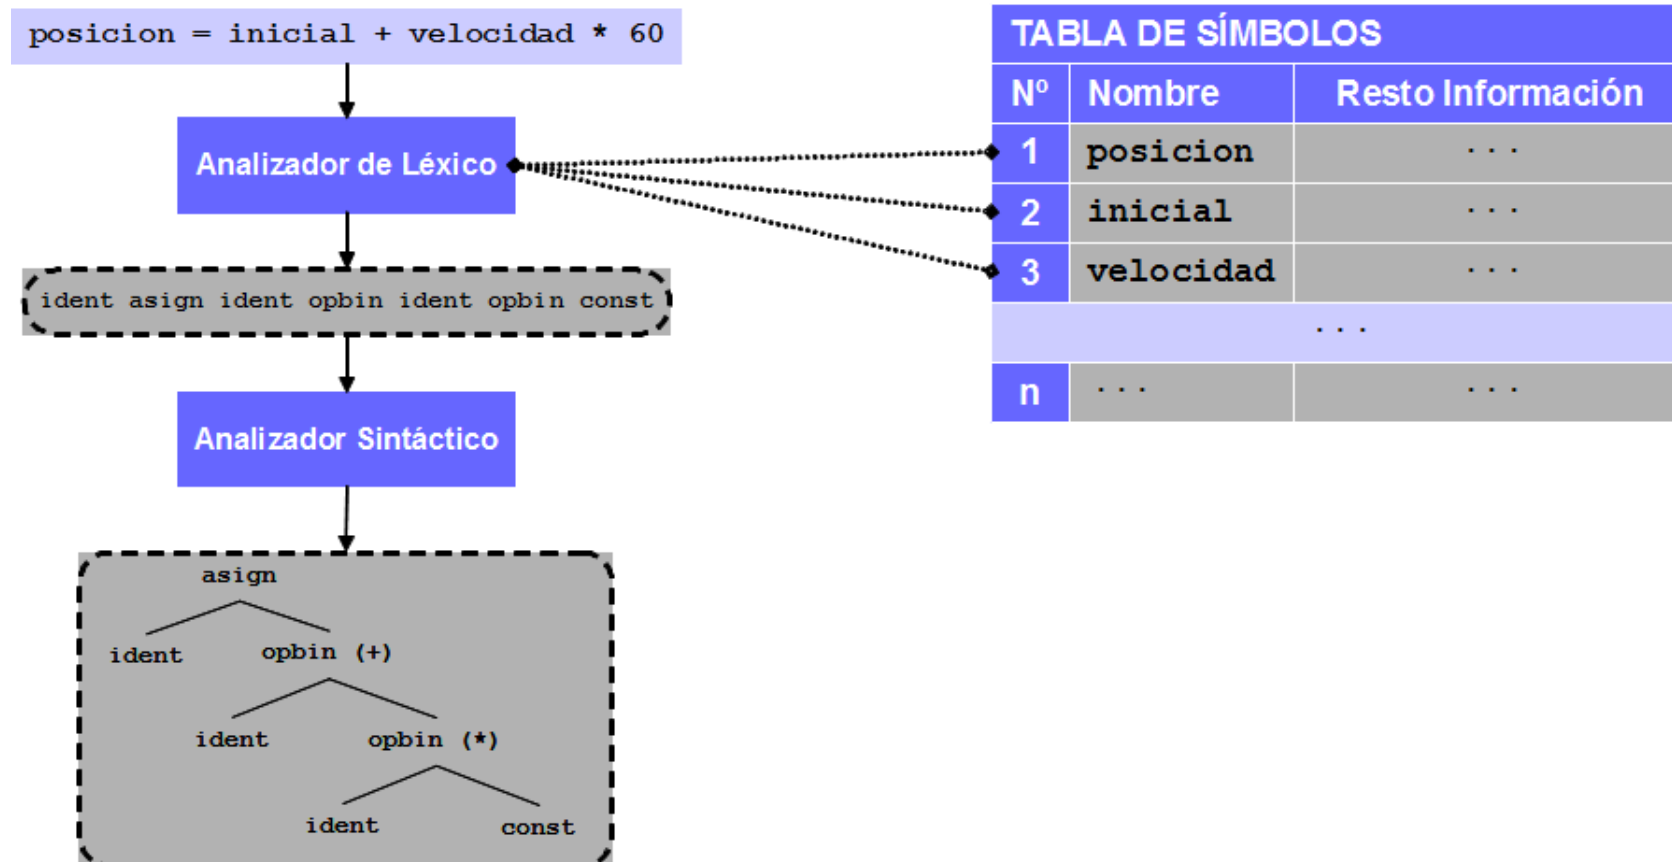 posicion = inicial + velocidad * 60
Analizador de Léxico
ident asign ident opbin ident opbin const
Analizador Sintáctico
asign
ident opbin (+)
ident opbin (*)
ident const
TABLA DE SÍMBOLOS
Nº Nombre Resto Información
1 posicion ...
2 inicial ...
3 velocidad ...
...
n ... ...